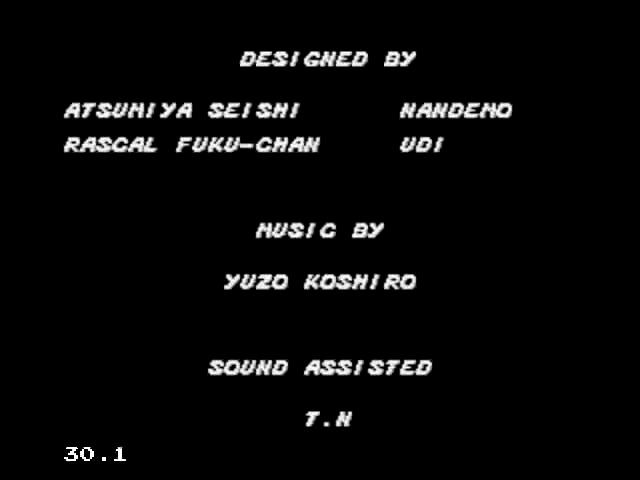 DESIGNED BY
ATSUMIYA SEISHI NANDEMO
RASCAL FUKU-CHAN UDI
MUSIC BY
YUZO KOSHIRO
SOUND ASSISTED
T.N
30.1